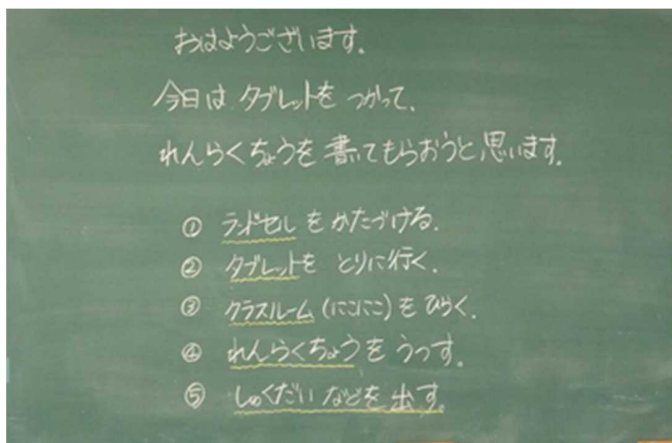 おはようございます。
今日は タブレットを つかって、
れんらくちょうを 書いてもらおうと思います。
① ランドセルを かたづける。
② タブレットを とりに行く。
③ クラスルーム(にこにこ)を ひらく。
④ れんらくちょうを うつす。
⑤ しゅくだいなどを 出す。